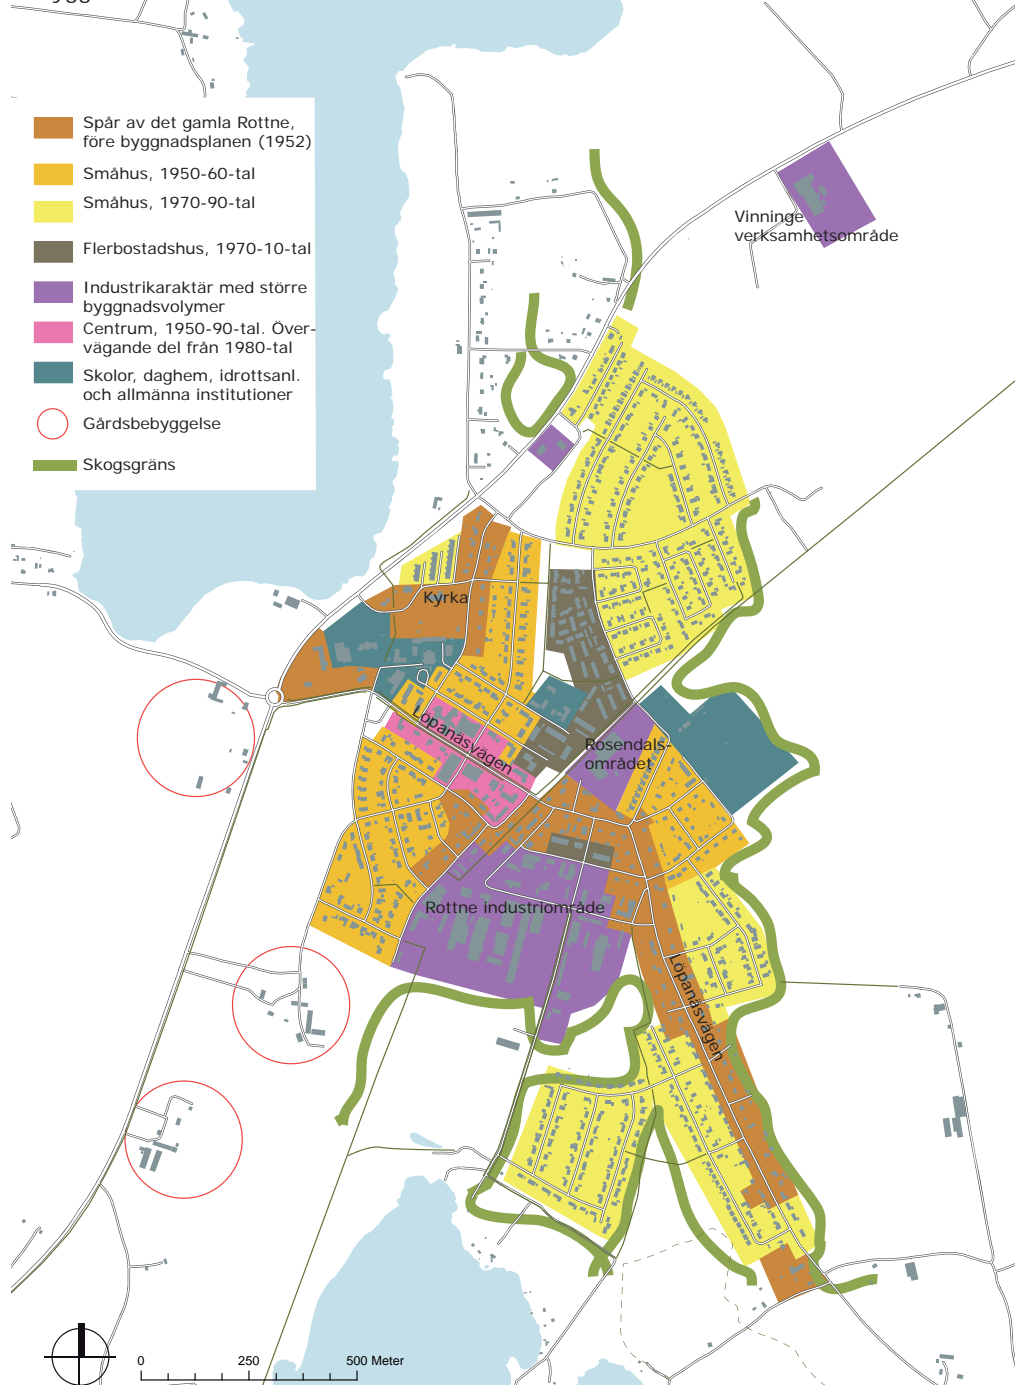 Spår av det gamla Rottne,
före byggnadsplanen (1952)
Småhus, 1950-60-tal
Småhus, 1970-90-tal
Flerbostadshus, 1970-10-tal
Industrikaraktär med större
byggnadsvolymer
Centrum, 1950-90-tal. Över-
vägande del från 1980-tal
Skolor, daghem, idrottsanl.
och allmänna institutioner
Gårdsbebyggelse
Skogsgräns
Vinninge
verksamhetsområde
Kyrka
Löpanäsvägen
Rosendals-
området
Rottne industriområde
Löpanäsvägen
0 250 500 Meter